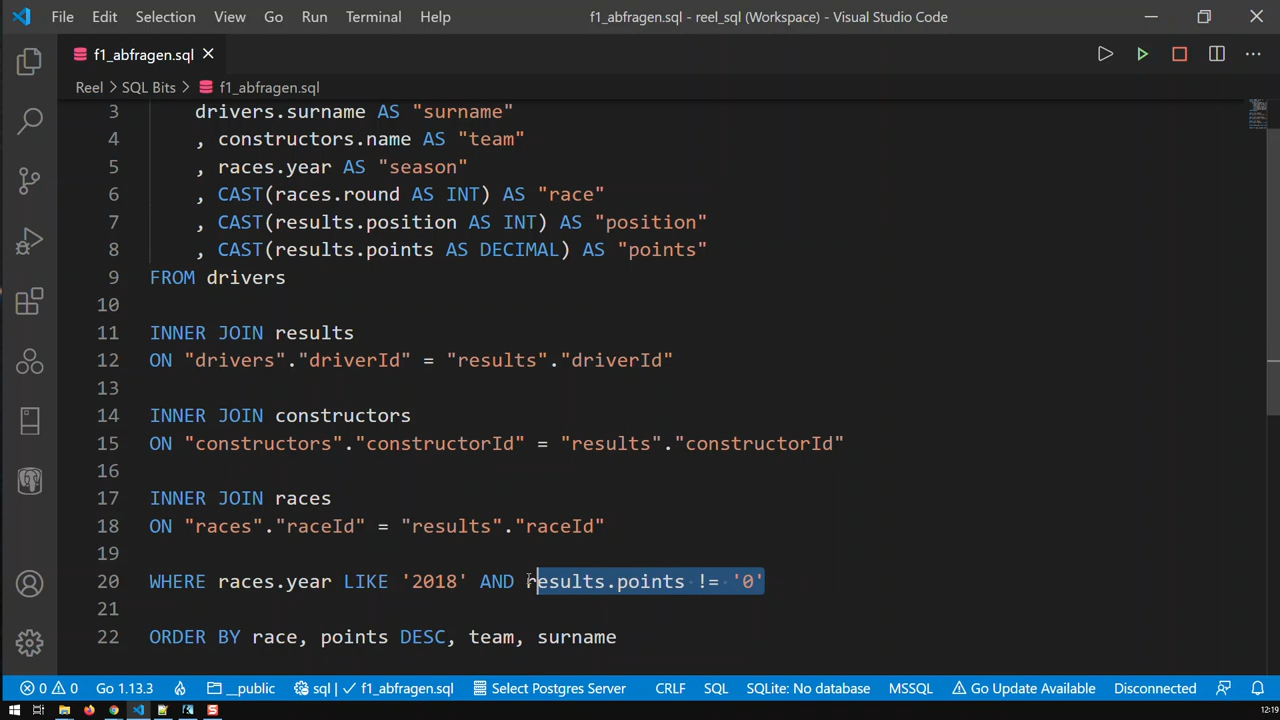 File Edit Selection View Go Run Terminal Help f1_abfragen.sql - reel_sql (Workspace) - Visual Studio Code
f1_abfragen.sql
Reel > SQL Bits > f1_abfragen.sql
3 drivers.surname AS "surname"
4 , constructors.name AS "team"
5 , races.year AS "season"
6 , CAST(races.round AS INT) AS "race"
7 , CAST(results.position AS INT) AS "position"
8 , CAST(results.points AS DECIMAL) AS "points"
9 FROM drivers
10
11 INNER JOIN results
12 ON "drivers"."driverId" = "results"."driverId"
13
14 INNER JOIN constructors
15 ON "constructors"."constructorId" = "results"."constructorId"
16
17 INNER JOIN races
18 ON "races"."raceId" = "results"."raceId"
19
20 WHERE races.year LIKE '2018' AND results.points != '0'
21
22 ORDER BY race, points DESC, team, surname
0 0 Go 1.13.3 __public sql | ✓ f1_abfragen.sql Select Postgres Server CRLF SQL SQLite: No database MSSQL Go Update Available Disconnected
12:19